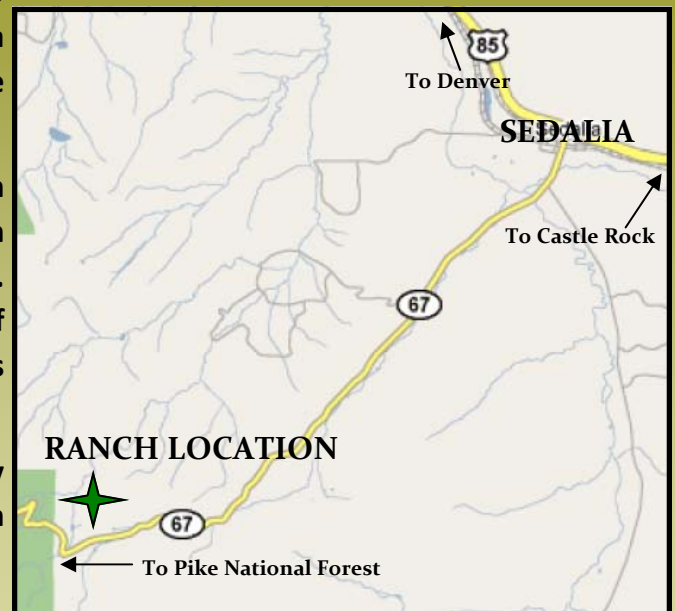 85
To Denver
SEDALIA
To Castle Rock
67
RANCH LOCATION
67
To Pike National Forest